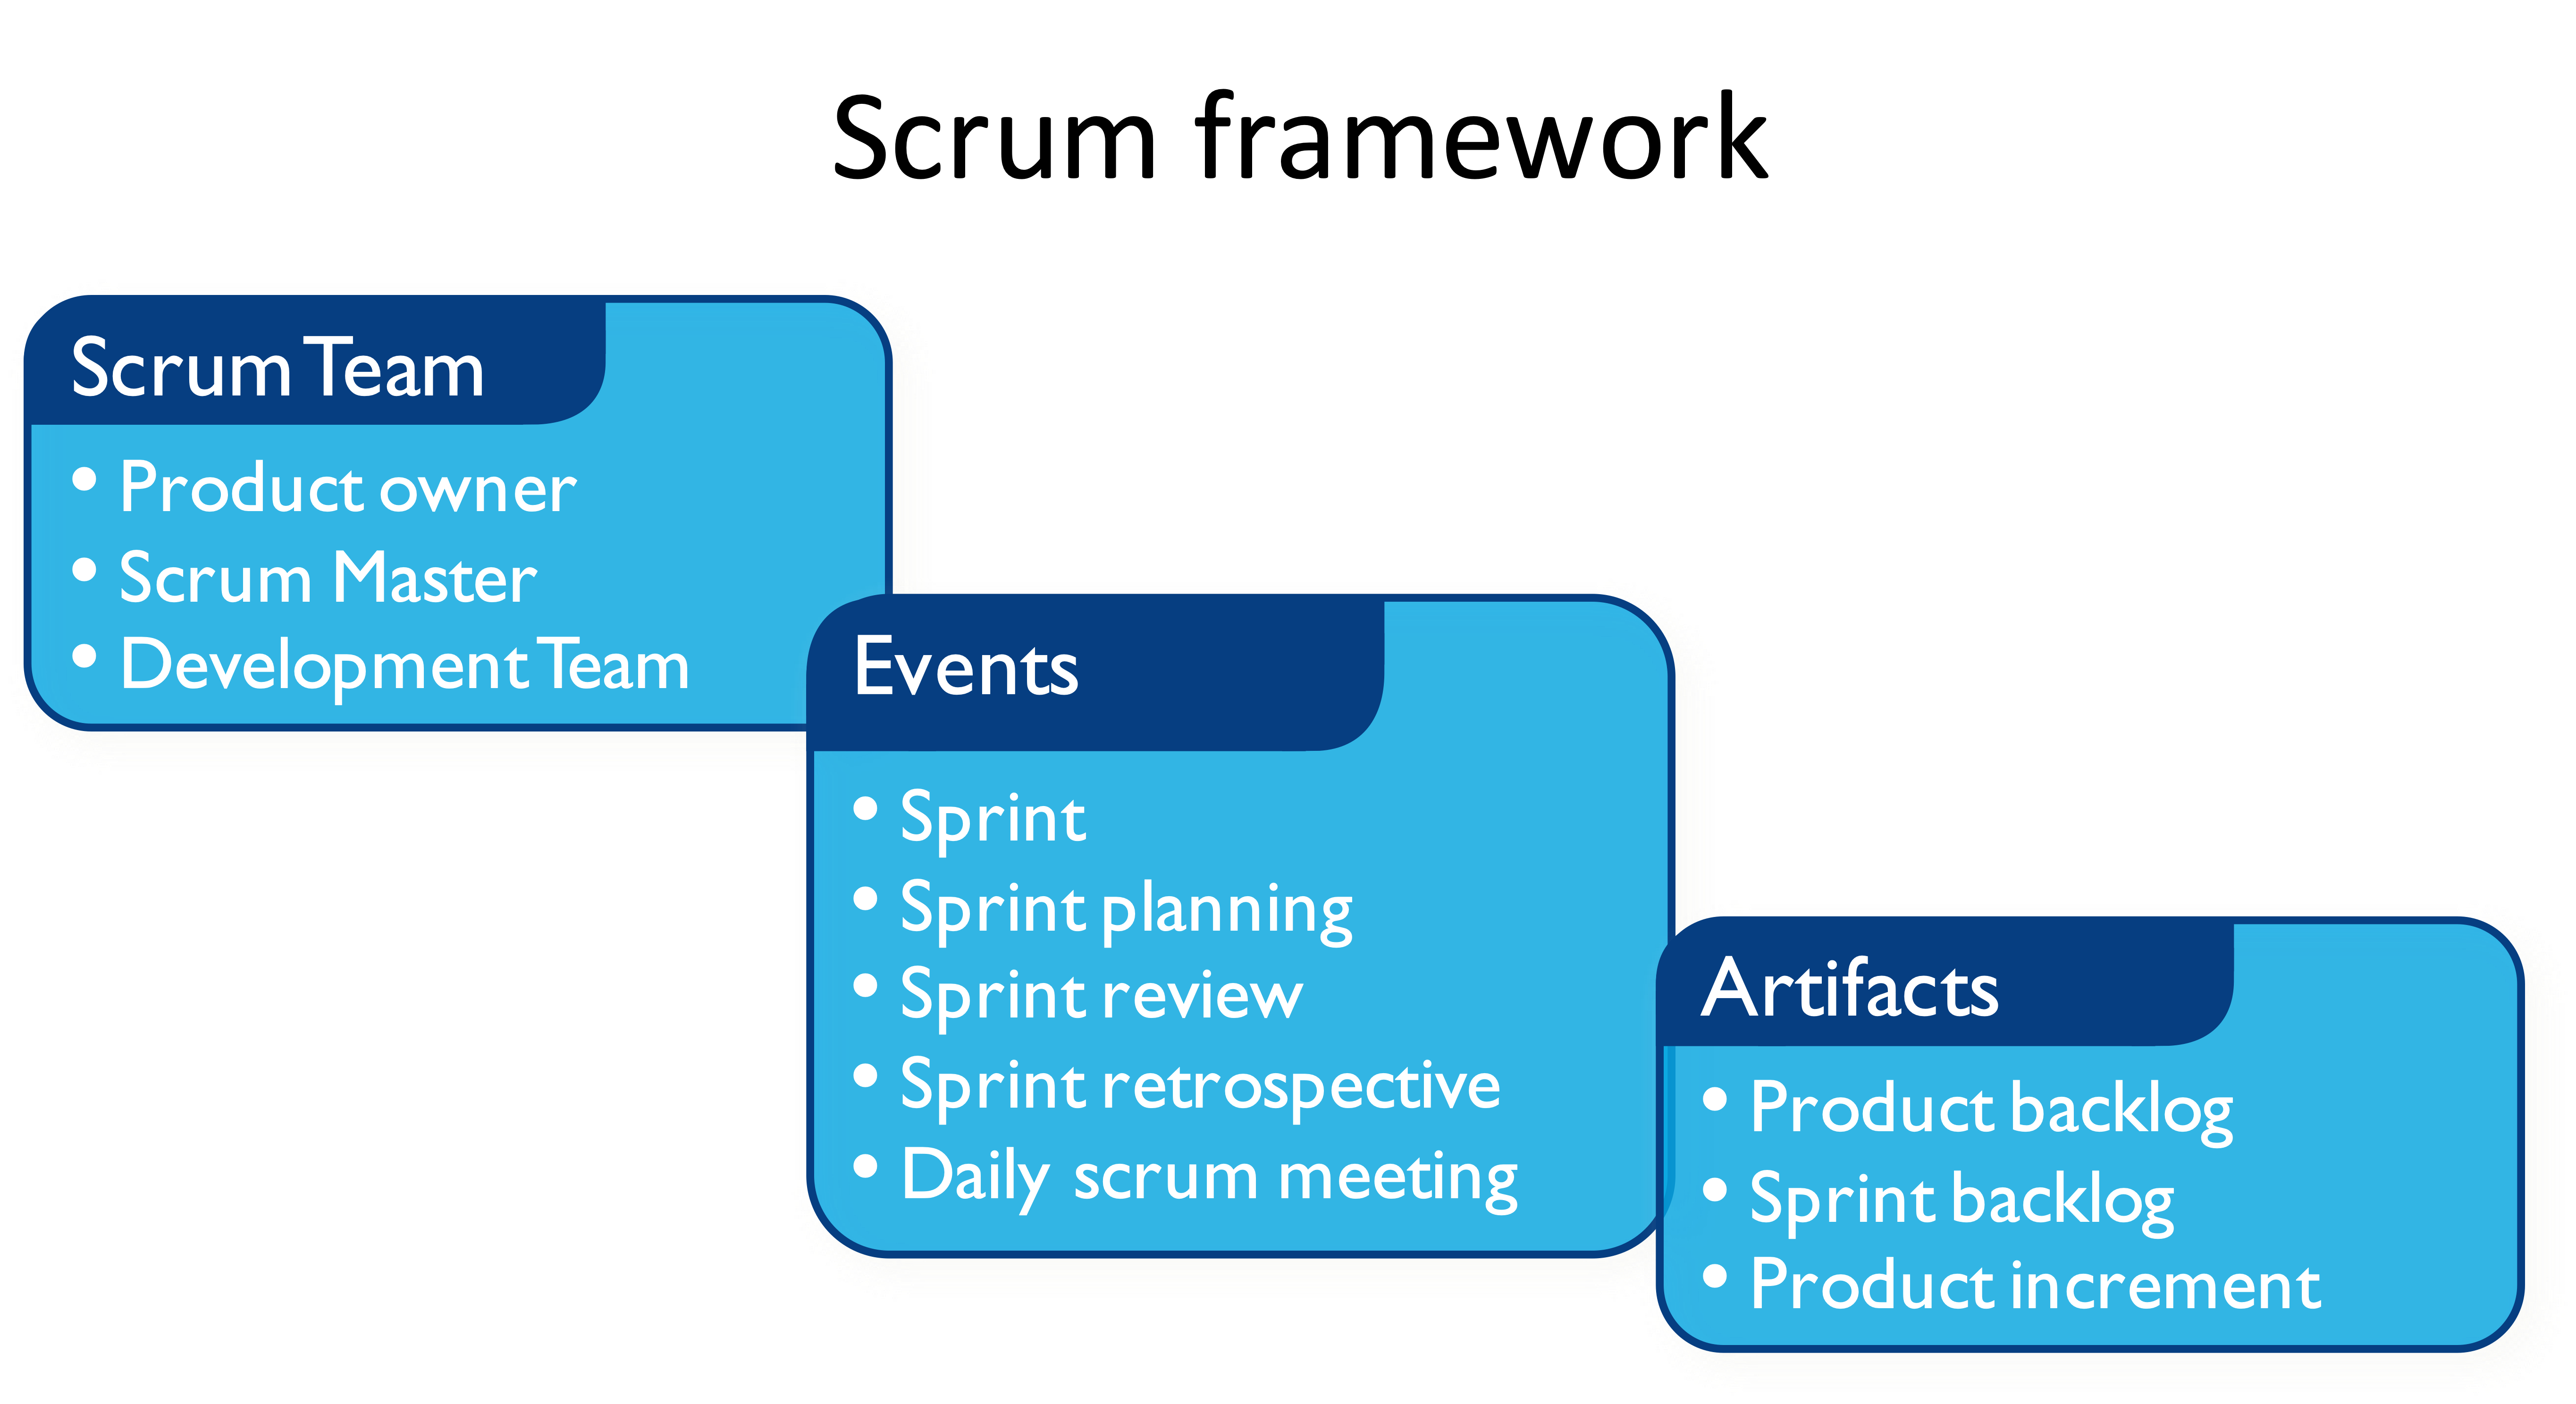 Scrum framework
Scrum Team
• Product owner
• Scrum Master
• Development Team
Events
• Sprint
• Sprint planning
• Sprint review
• Sprint retrospective
• Daily scrum meeting
Artifacts
• Product backlog
• Sprint backlog
• Product increment